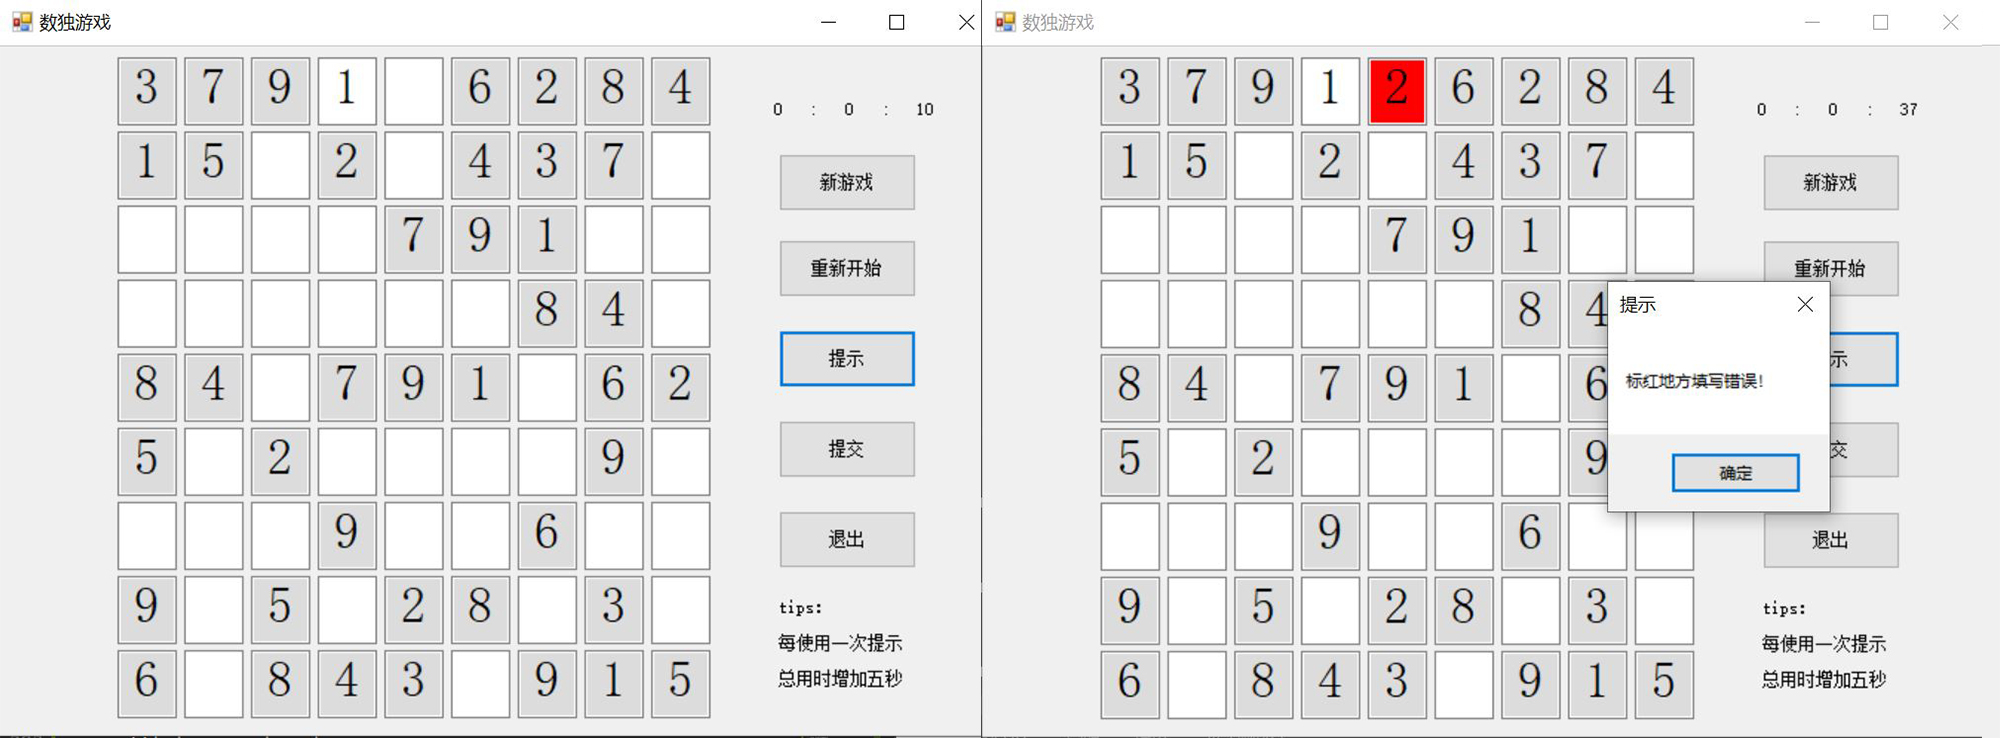 数独游戏
3 7 9 1 6 2 8 4
1 5 2 4 3 7
7 9 1
8 4
8 4 7 9 1 6 2
5 2 9
9 6
9 5 2 8 3
6 8 4 3 9 1 5
0 : 0 : 10
新游戏
重新开始
提示
提交
退出
tips:
每使用一次提示
总用时增加五秒
数独游戏
3 7 9 1 2 6 2 8 4
1 5 2 4 3 7
7 9 1
8 4
8 4 7 9 1 6
5 2 9
9 6
9 5 2 8 3
6 8 4 3 9 1 5
0 : 0 : 37
新游戏
重新开始
示
交
退出
tips:
每使用一次提示
总用时增加五秒
提示
标红地方填写错误!
确定